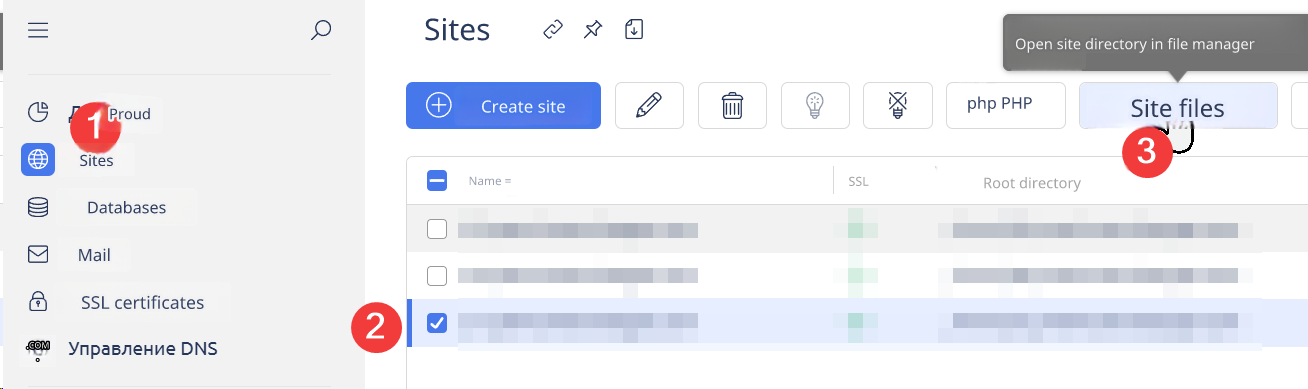 Sites
Open site directory in file manager
Create site
php PHP
Site files
Д
Proud
1
Sites
3
Name =
SSL
Root directory
Databases
Mail
SSL certificates
2
.COM
Управление DNS